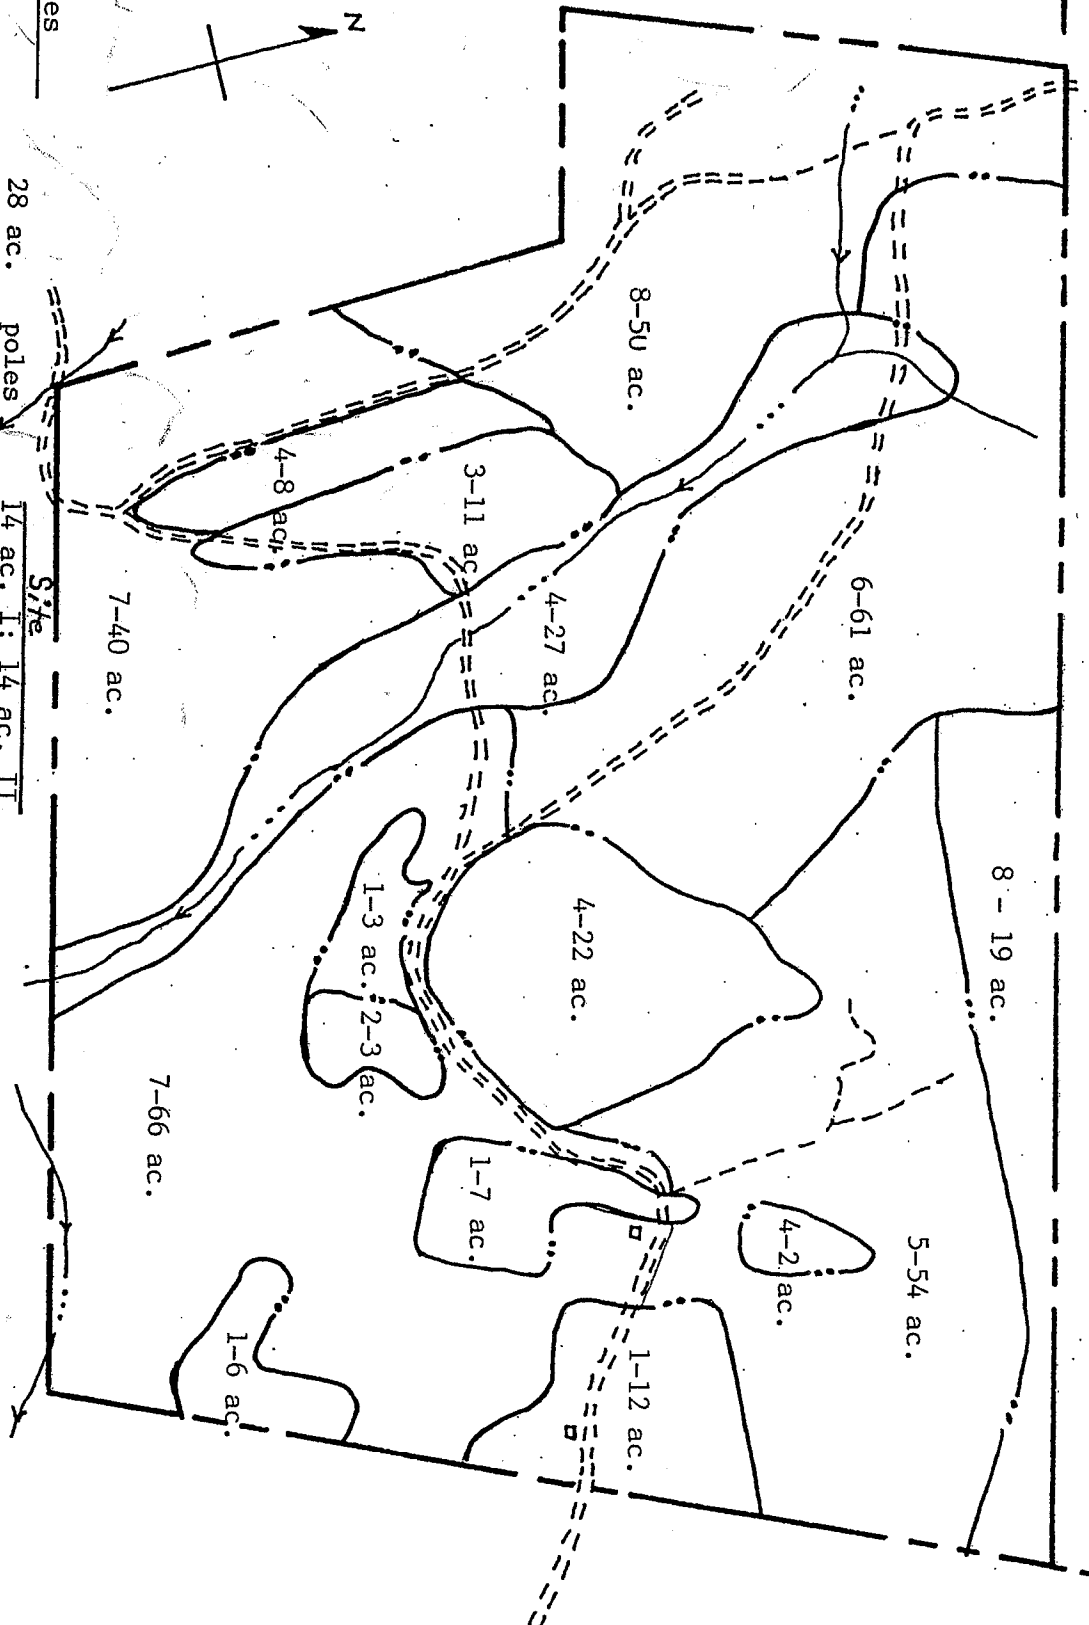 8 - 19 ac.
5-54 ac.
6-61 ac.
4-2 ac.
8-50 ac.
1-12 ac.
4-22 ac.
4-27 ac.
1-7 ac.
3-11 ac
1-3 ac.
2-3 ac.
N
4-8 ac.
1-6 ac.
7-66 ac.
7-40 ac.
es
Site
28 ac. poles 14 ac. I; 14 ac. II